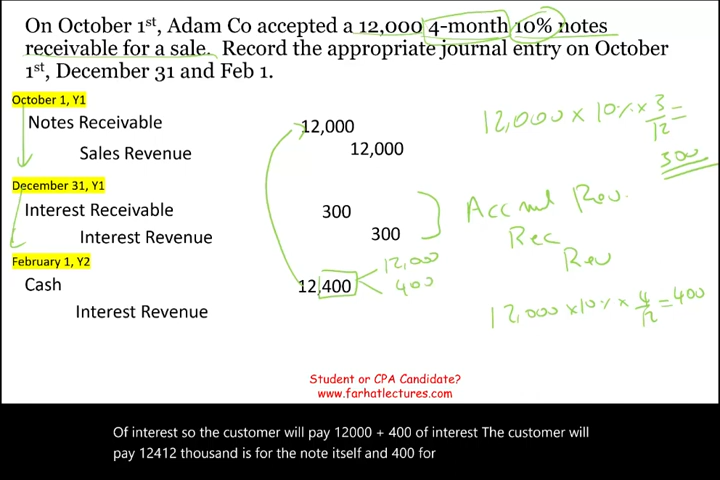 On October 1st, Adam Co accepted a 12,000 4-month 10% notes
receivable for a sale. Record the appropriate journal entry on October
1st, December 31 and Feb 1.
October 1, Y1
Notes Receivable 12,000
Sales Revenue 12,000
12,000 x 10% x 3/12 =
300
December 31, Y1
Interest Receivable 300
Interest Revenue 300
Rev.
Rec
Rev
February 1, Y2
Cash 12,400
12,000
400
Interest Revenue
12,000 x 10% x 4/12 = 400
Student or CPA Candidate?
www.farhatlectures.com
Of interest so the customer will pay 12000 + 400 of interest The customer will
pay 12412 thousand is for the note itself and 400 for